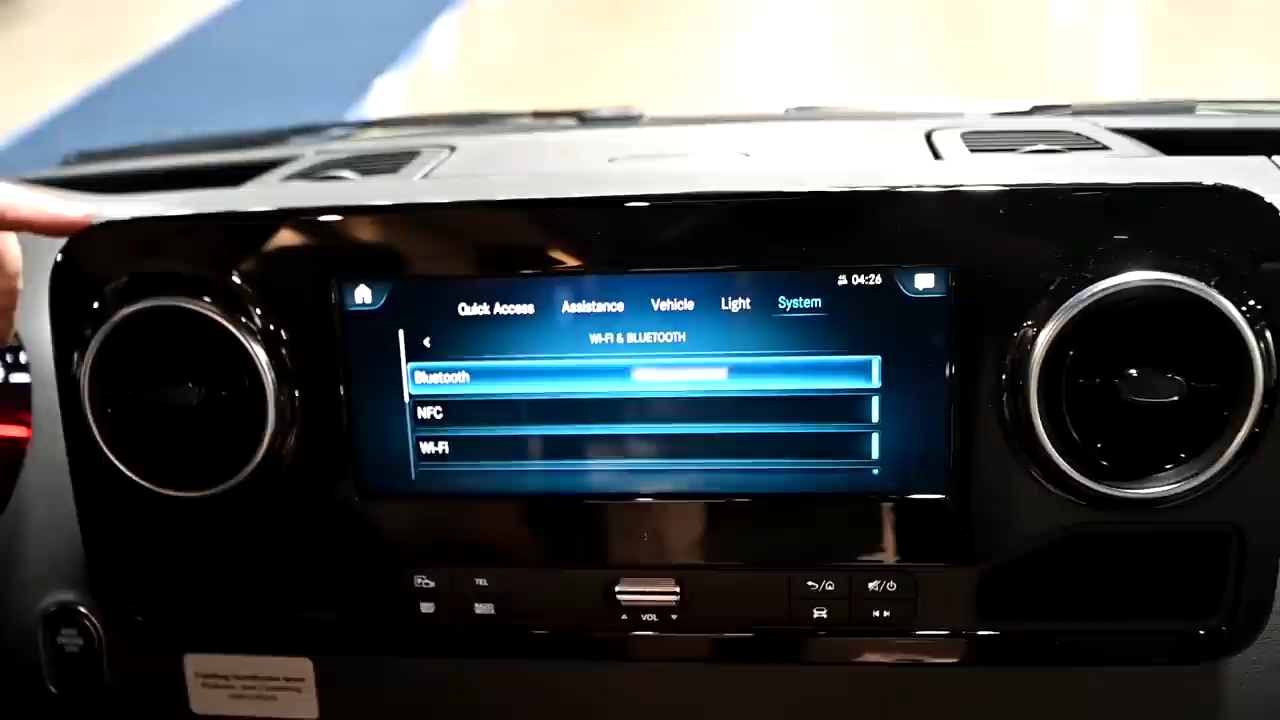 04:26
Quick Access Assistance Vehicle Light System
WI-FI & BLUETOOTH
Bluetooth
NFC
Wi-Fi
TEL
VOL